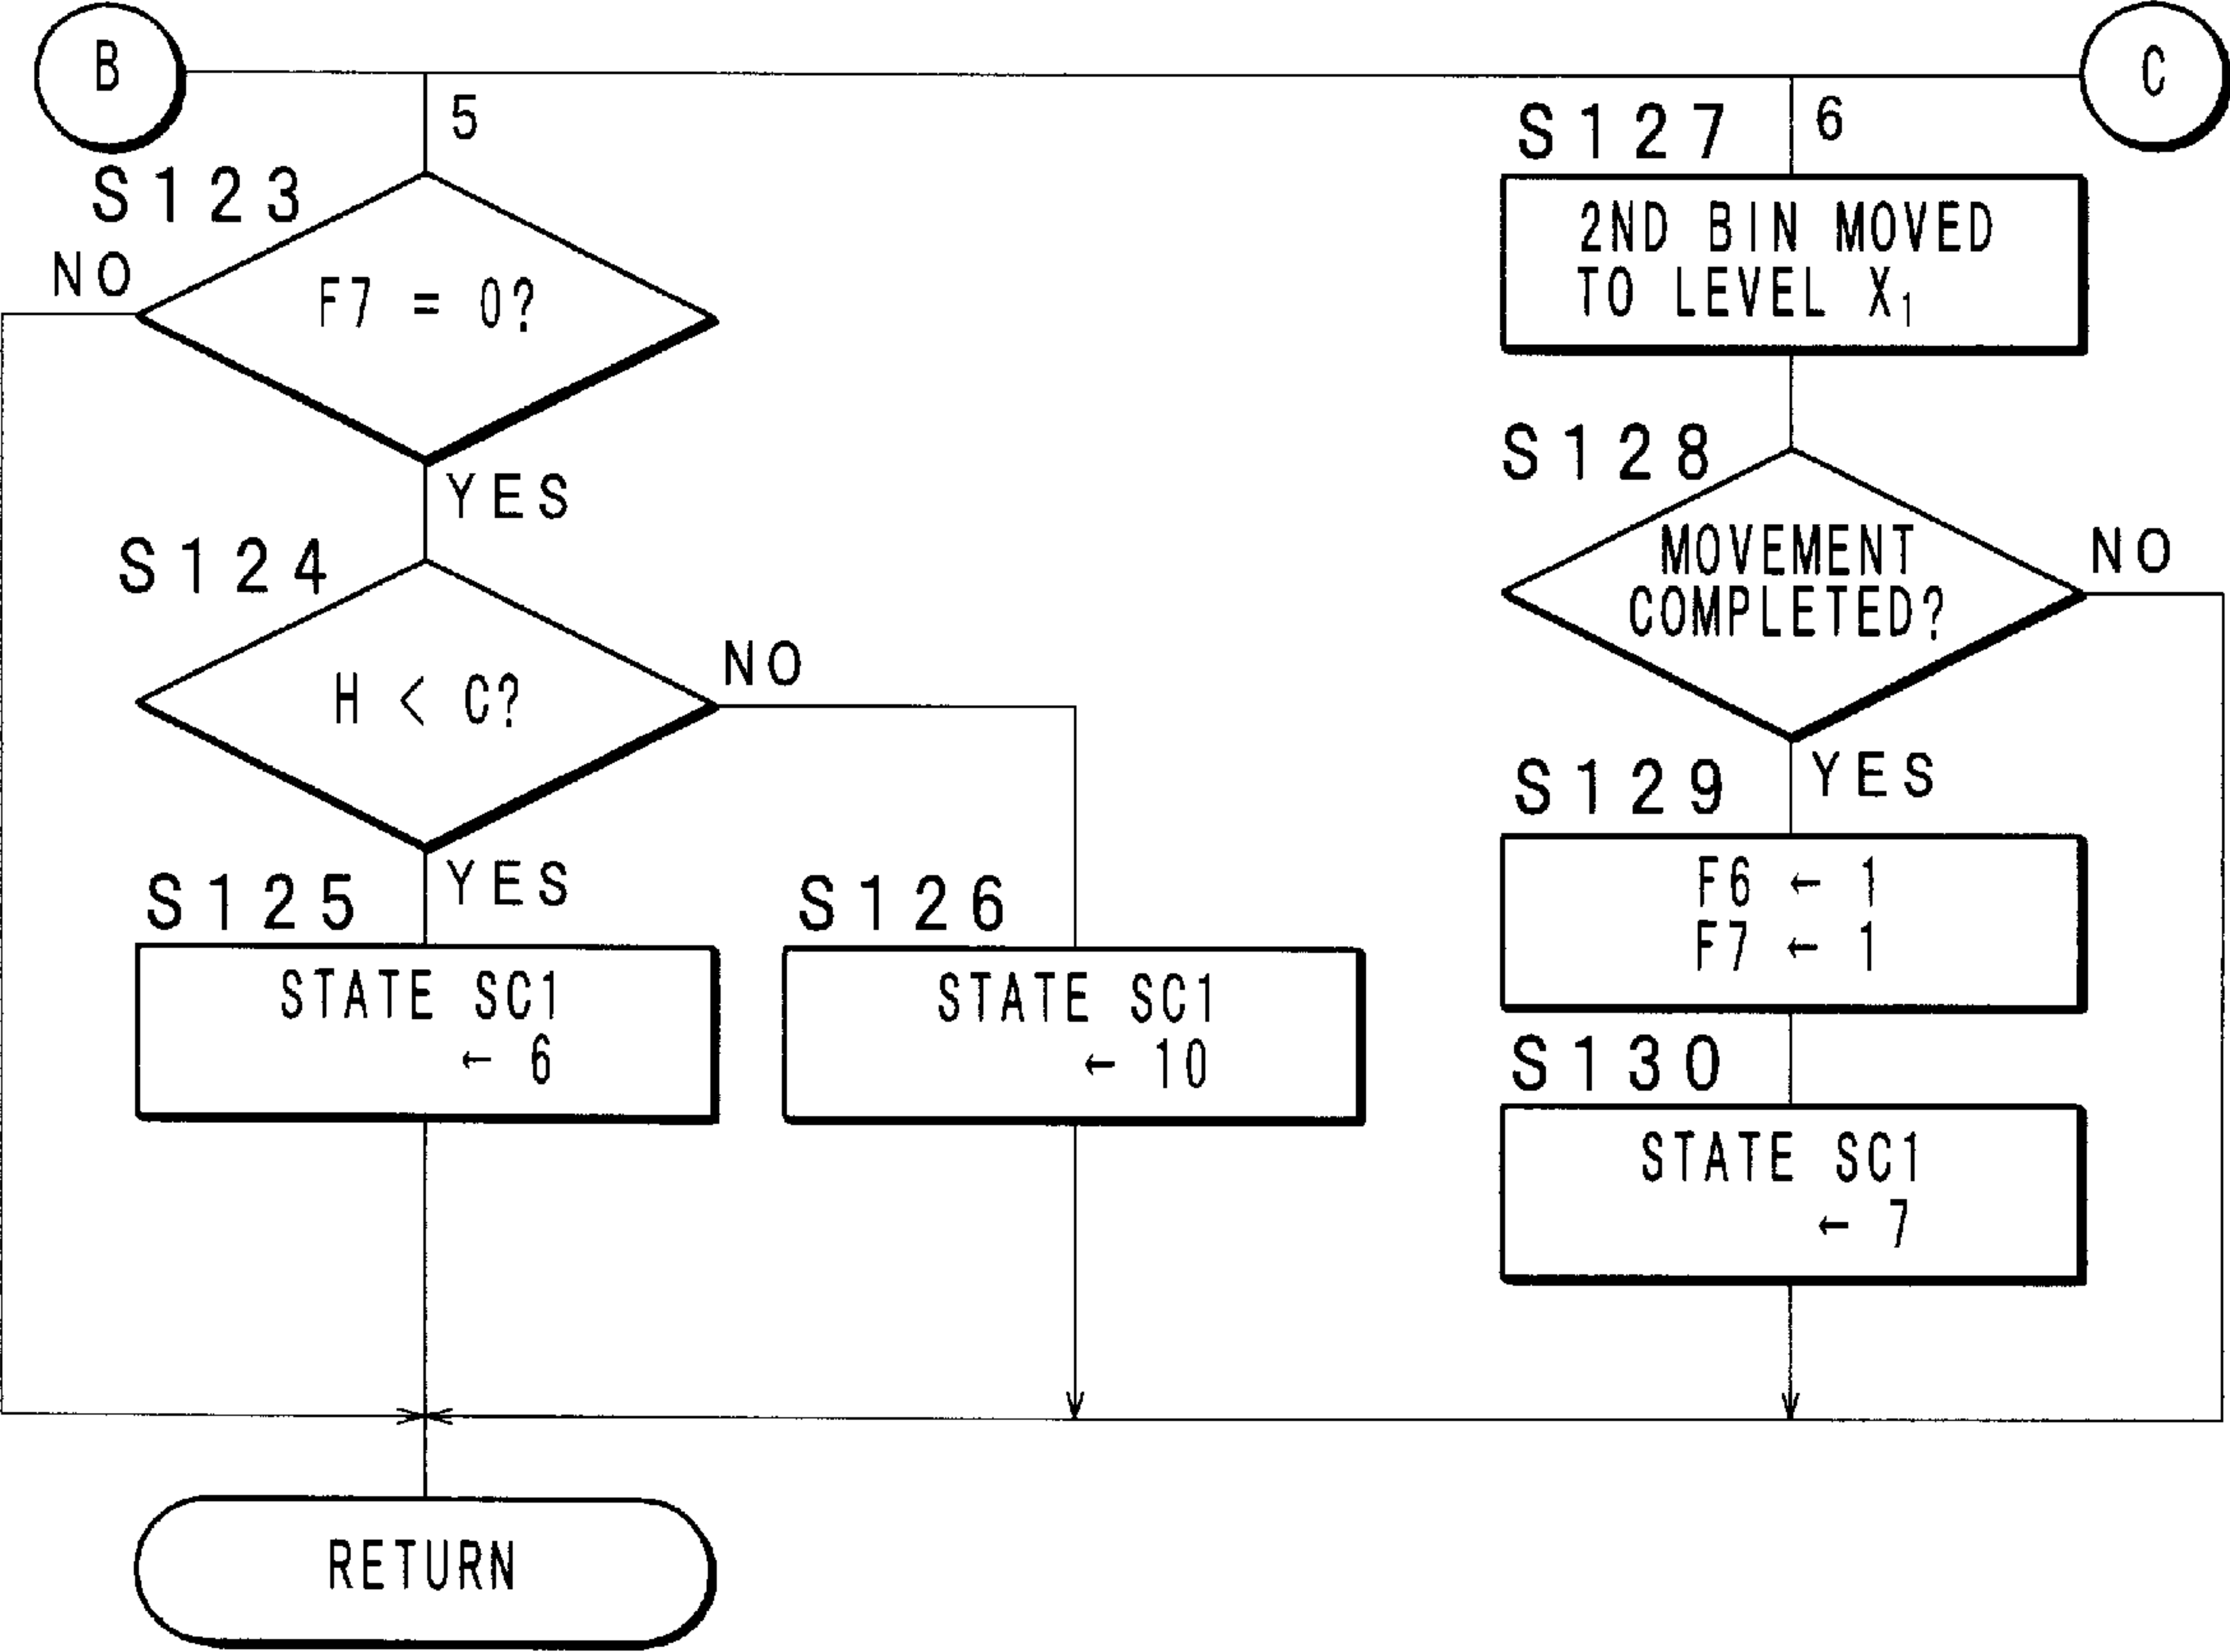 B
C
5
S123
NO
F7 = 0?
YES
S124
NO
H < C?
YES
S125
STATE SC1
← 6
S126
STATE SC1
← 10
6
S127
2ND BIN MOVED
TO LEVEL X₁
S128
NO
MOVEMENT
COMPLETED?
YES
S129
F6 ← 1
F7 ← 1
S130
STATE SC1
← 7
RETURN